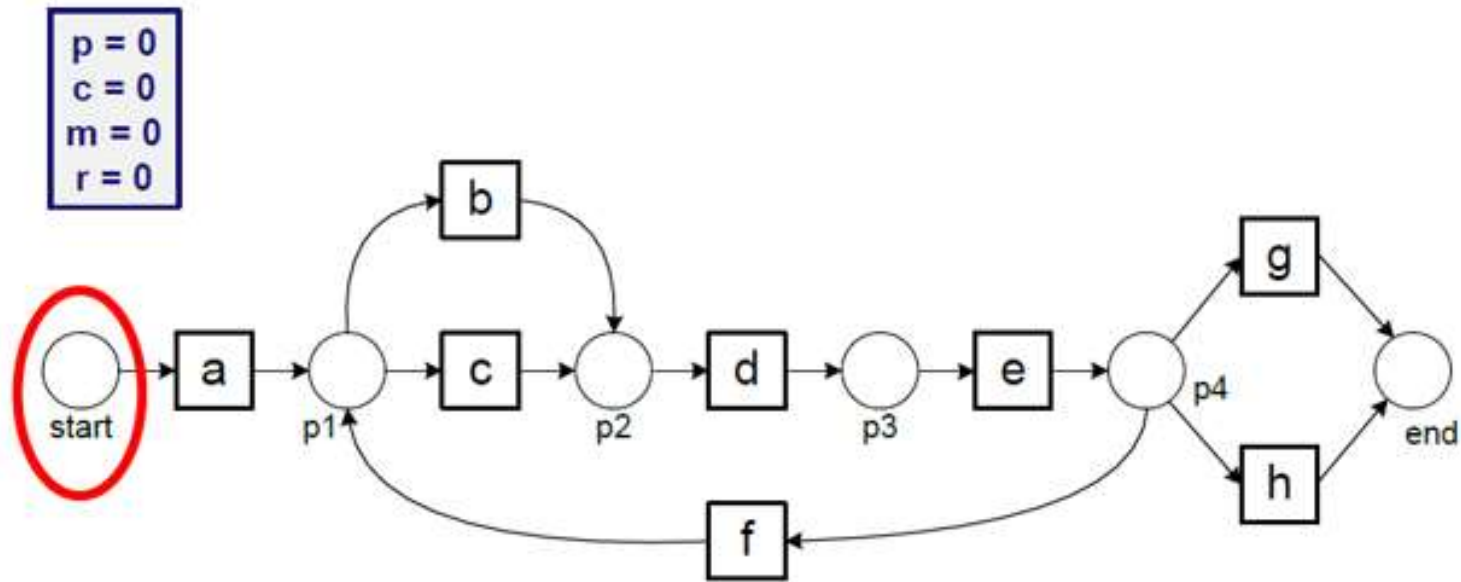 p = 0
c = 0
m = 0
r = 0
b
g
a
c
d
e
start
p1
p2
p3
p4
end
h
f